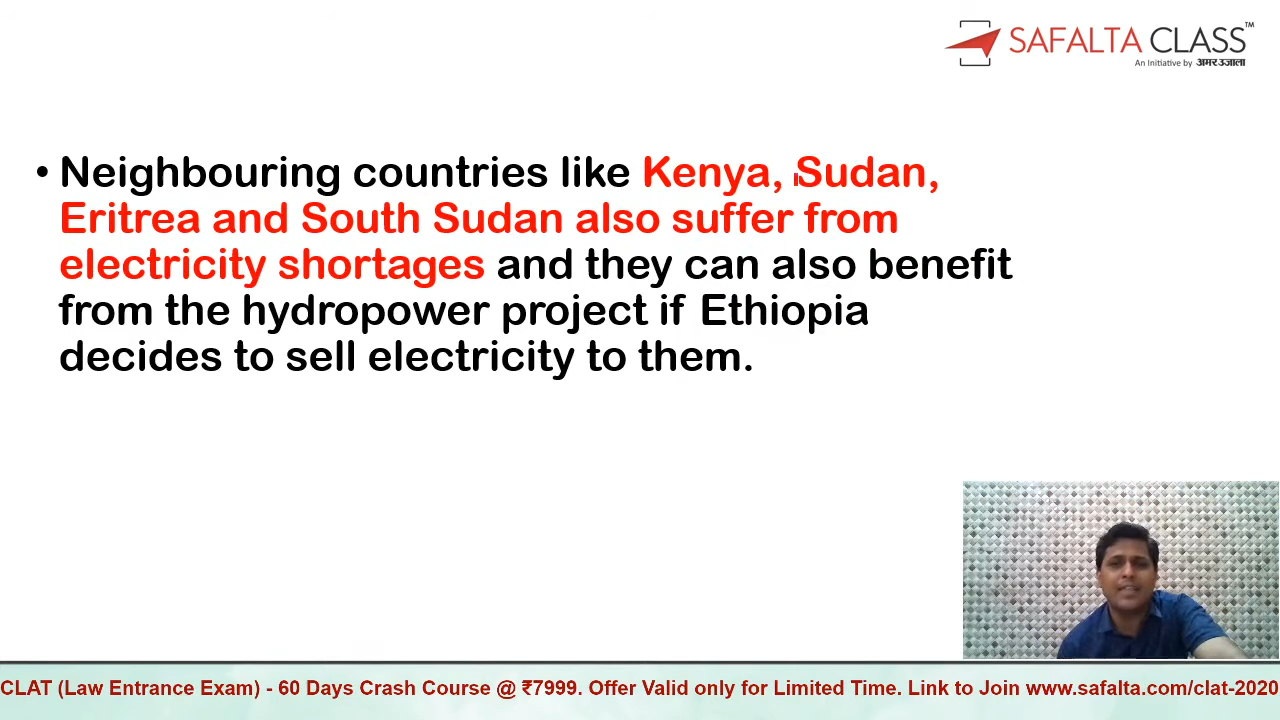 SAFALTA CLASS™
An Initiative by अमर उजाला
• Neighbouring countries like Kenya, Sudan,
Eritrea and South Sudan also suffer from
electricity shortages and they can also benefit
from the hydropower project if Ethiopia
decides to sell electricity to them.
CLAT (Law Entrance Exam) - 60 Days Crash Course @ ₹7999. Offer Valid only for Limited Time. Link to Join www.safalta.com/clat-2020